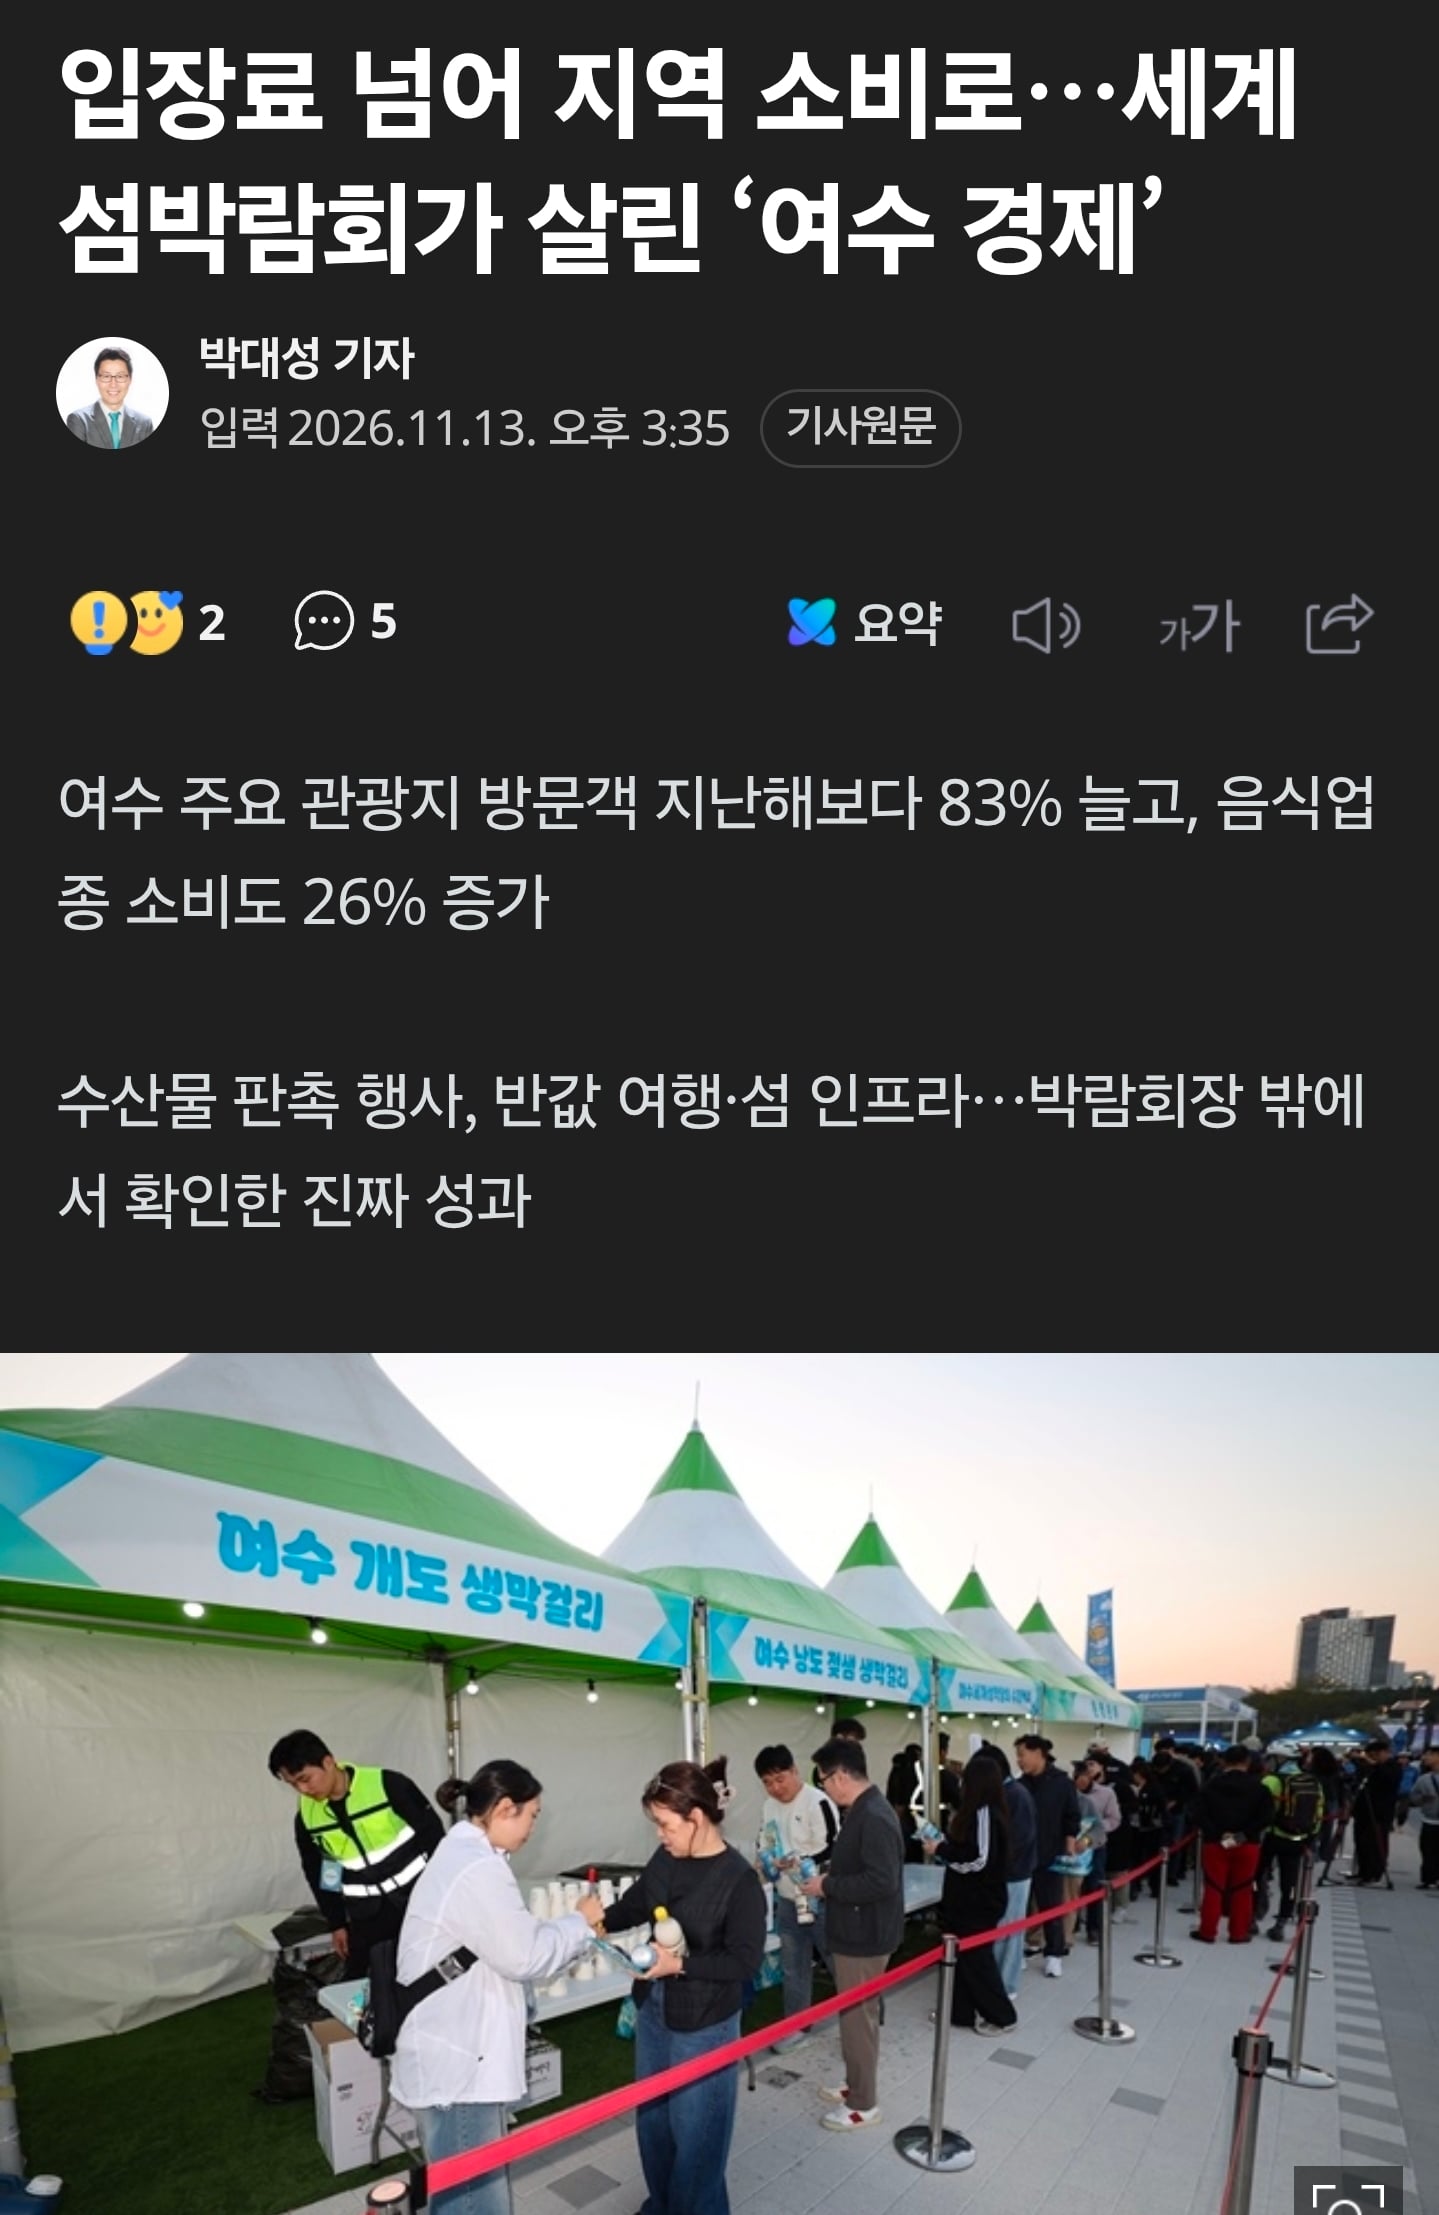 입장료 넘어 지역 소비로…세계
섬박람회가 살린 ‘여수 경제’
박대성 기자
입력 2026.11.13. 오후 3:35
기사원문
2
5
요약
가가
여수 주요 관광지 방문객 지난해보다 83% 늘고, 음식업
종 소비도 26% 증가
수산물 판촉 행사, 반값 여행·섬 인프라…박람회장 밖에
서 확인한 진짜 성과
여수 개도 생막걸리
여수 낭도 젖샘 생막걸리